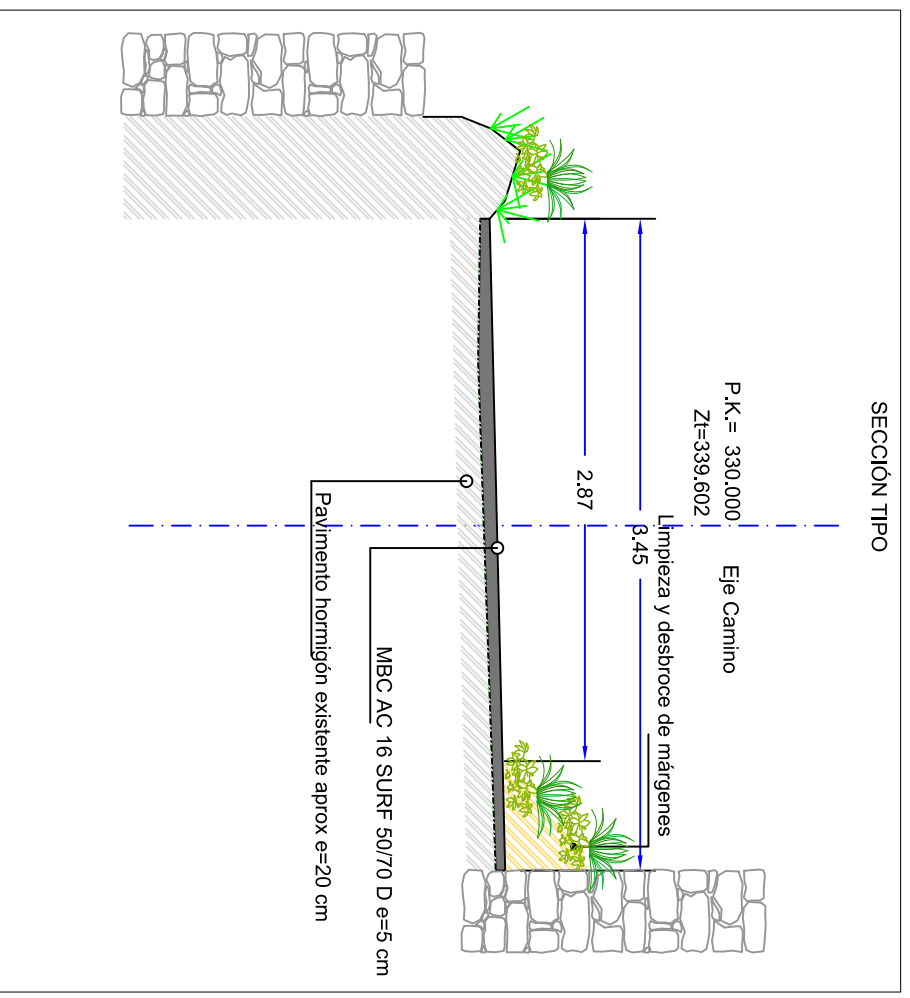 SECCIÓN TIPO
P.K.= 330.000
Zt=339.602
Eje Camino
Limpieza y desbroce de márgenes
3.45
2.87
MBC AC 16 SURF 50/70 D e=5 cm
Pavimento hormigón existente aprox e=20 cm